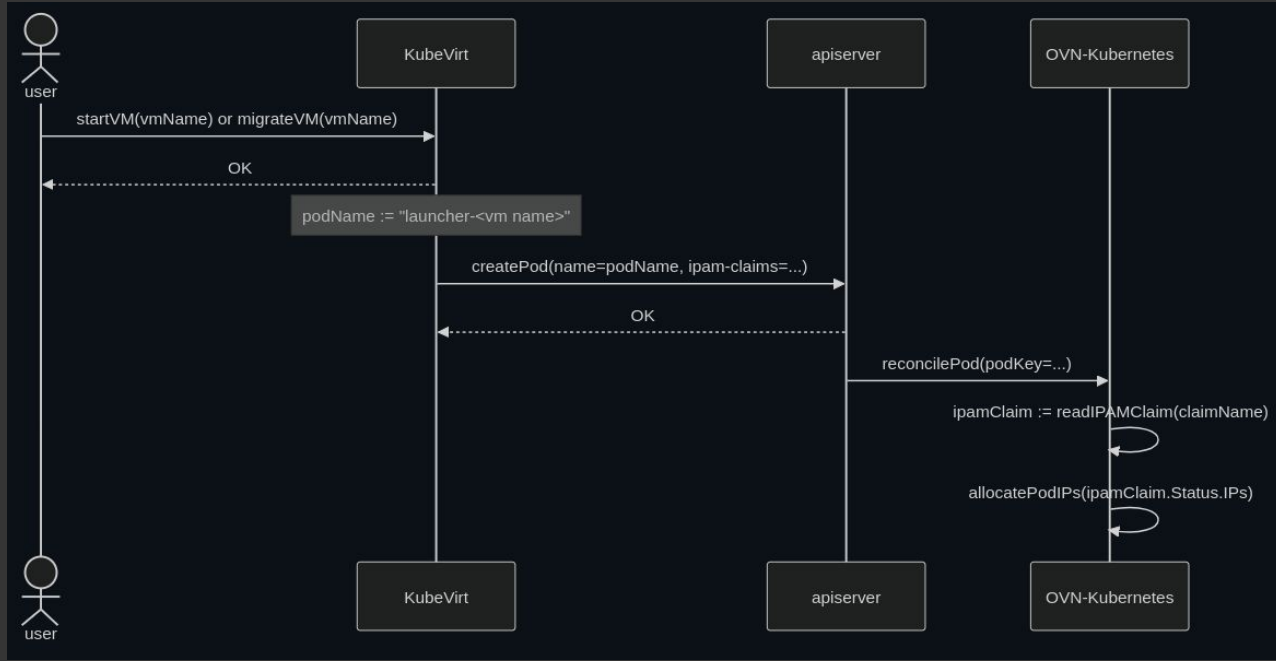 KubeVirt
apiserver
OVN-Kubernetes
user
startVM(vmName) or migrateVM(vmName)
OK
podName := "launcher-<vm name>"
createPod(name=podName, ipam-claims=...)
OK
reconcilePod(podKey=...)
ipamClaim := readIPAMClaim(claimName)
allocatePodIPs(ipamClaim.Status.IPs)
KubeVirt
apiserver
OVN-Kubernetes
user